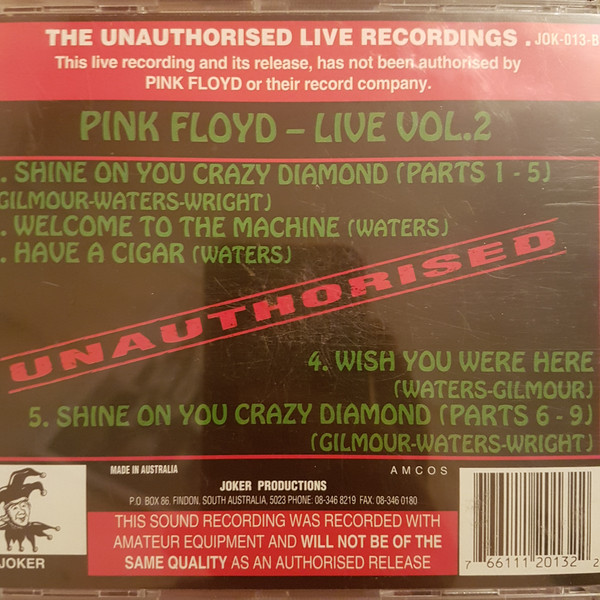 THE UNAUTHORISED LIVE RECORDINGS . JOK-013-B
This live recording and its release, has not been authorised by
PINK FLOYD or their record company.
PINK FLOYD – LIVE VOL.2
. SHINE ON YOU CRAZY DIAMOND (PARTS 1 - 5)
(GILMOUR-WATERS-WRIGHT)
. WELCOME TO THE MACHINE (WATERS)
. HAVE A CIGAR (WATERS)
UNAUTHORISED
4. WISH YOU WERE HERE
(WATERS-GILMOUR)
5. SHINE ON YOU CRAZY DIAMOND (PARTS 6 - 9)
(GILMOUR-WATERS-WRIGHT)
MADE IN AUSTRALIA
AMCOS
JOKER PRODUCTIONS
P.O. BOX 86, FINDON, SOUTH AUSTRALIA, 5023 PHONE: 08-346 8219 FAX: 08-346 0180
JOKER
THIS SOUND RECORDING WAS RECORDED WITH
AMATEUR EQUIPMENT AND WILL NOT BE OF THE
SAME QUALITY AS AN AUTHORISED RELEASE
7 66111 20132 2